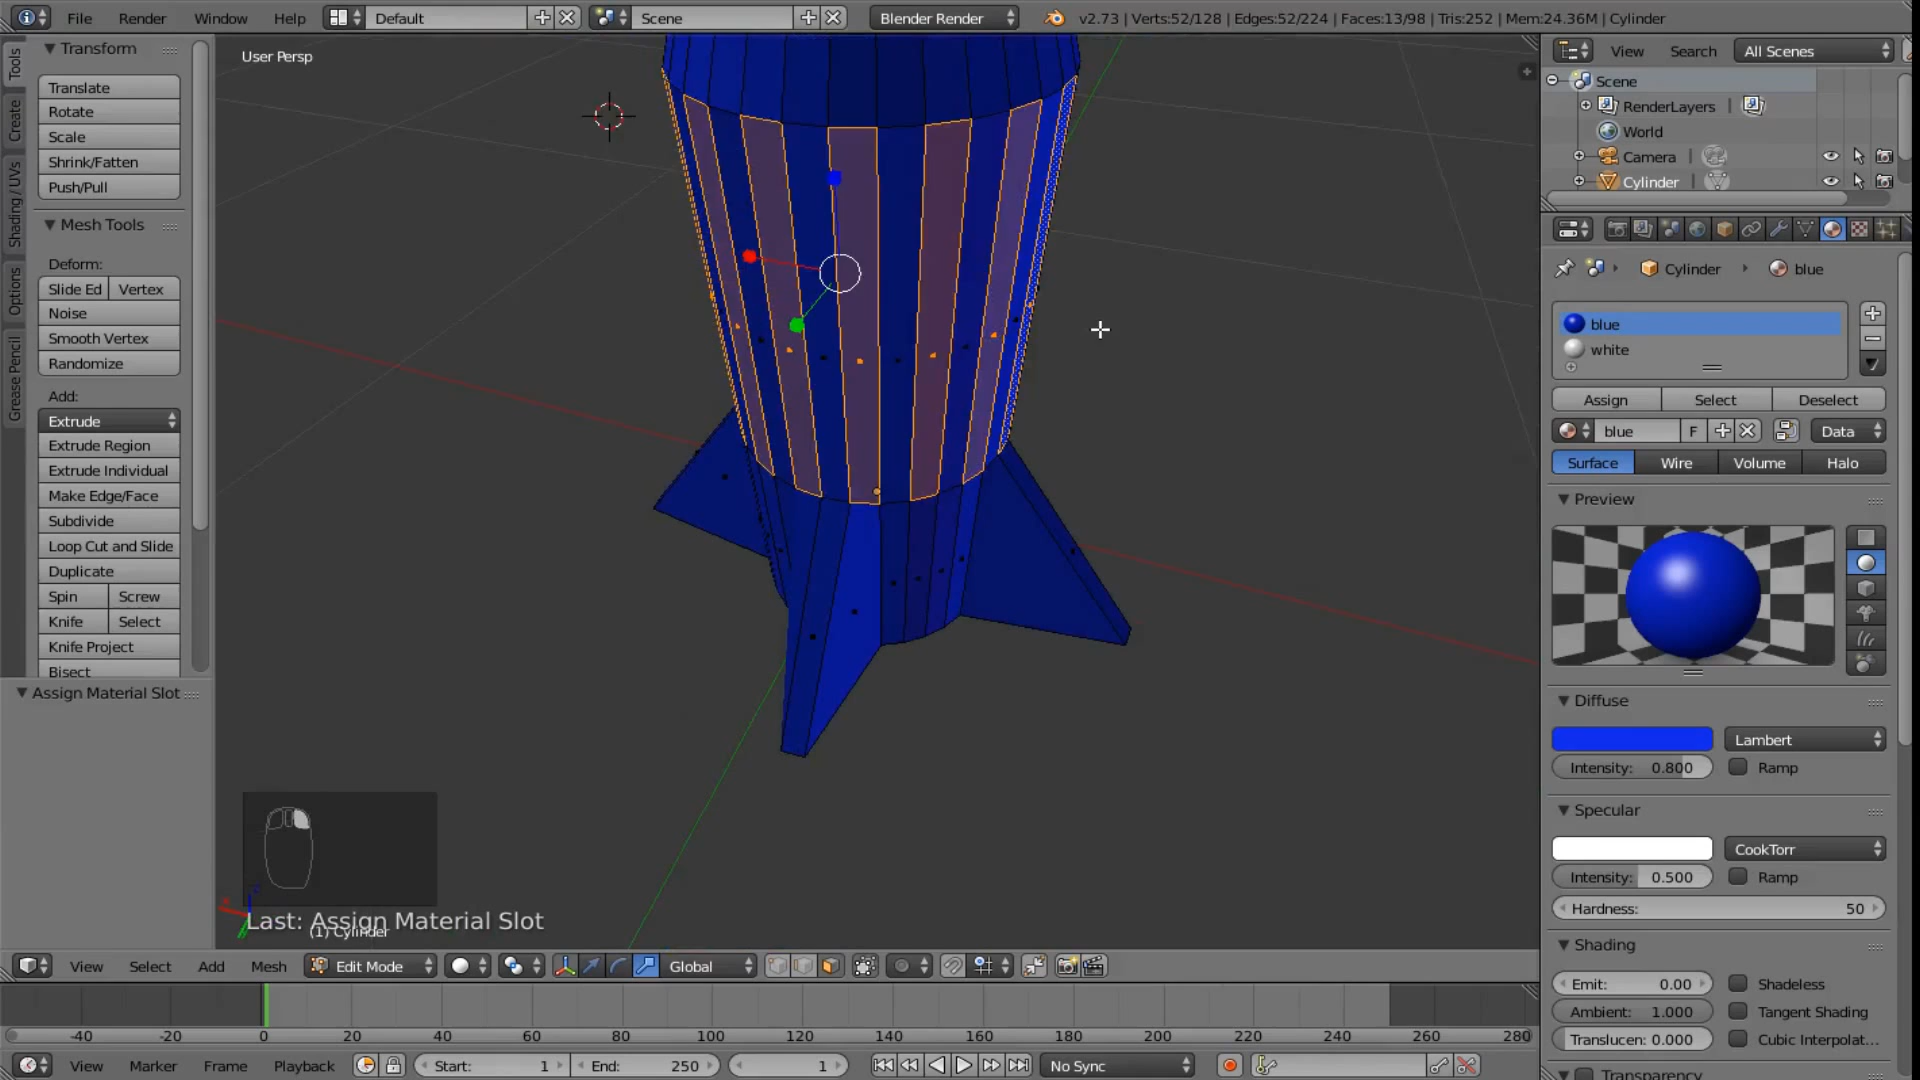 File Render Window Help Default Scene Blender Render v2.73 | Verts:52/128 | Edges:52/224 | Faces:13/98 | Tris:252 | Mem:24.36M | Cylinder
Tools
Create
Shading / UVs
Options
Grease Pencil
Transform
Translate
Rotate
Scale
Shrink/Fatten
Push/Pull
Mesh Tools
Deform:
Slide Ed Vertex
Noise
Smooth Vertex
Randomize
Add:
Extrude
Extrude Region
Extrude Individual
Make Edge/Face
Subdivide
Loop Cut and Slide
Duplicate
Spin Screw
Knife Select
Knife Project
Bisect
Assign Material Slot
User Persp
Last: Assign Material Slot
(1) Cylinder
View Select Add Mesh Edit Mode Global
-40 -20 0 20 40 60 80 100 120 140 160 180 200 220 240 260 280
View Marker Frame Playback Start: 1 End: 250 1 No Sync
View Search All Scenes
Scene
RenderLayers
World
Camera
Cylinder
Cylinder blue
blue
white
Assign Select Deselect
blue F Data
Surface Wire Volume Halo
Preview
Diffuse
Lambert
Intensity: 0.800 Ramp
Specular
CookTorr
Intensity: 0.500 Ramp
Hardness: 50
Shading
Emit: 0.00 Shadeless
Ambient: 1.000 Tangent Shading
Translucen: 0.000 Cubic Interpolat...
Transparency